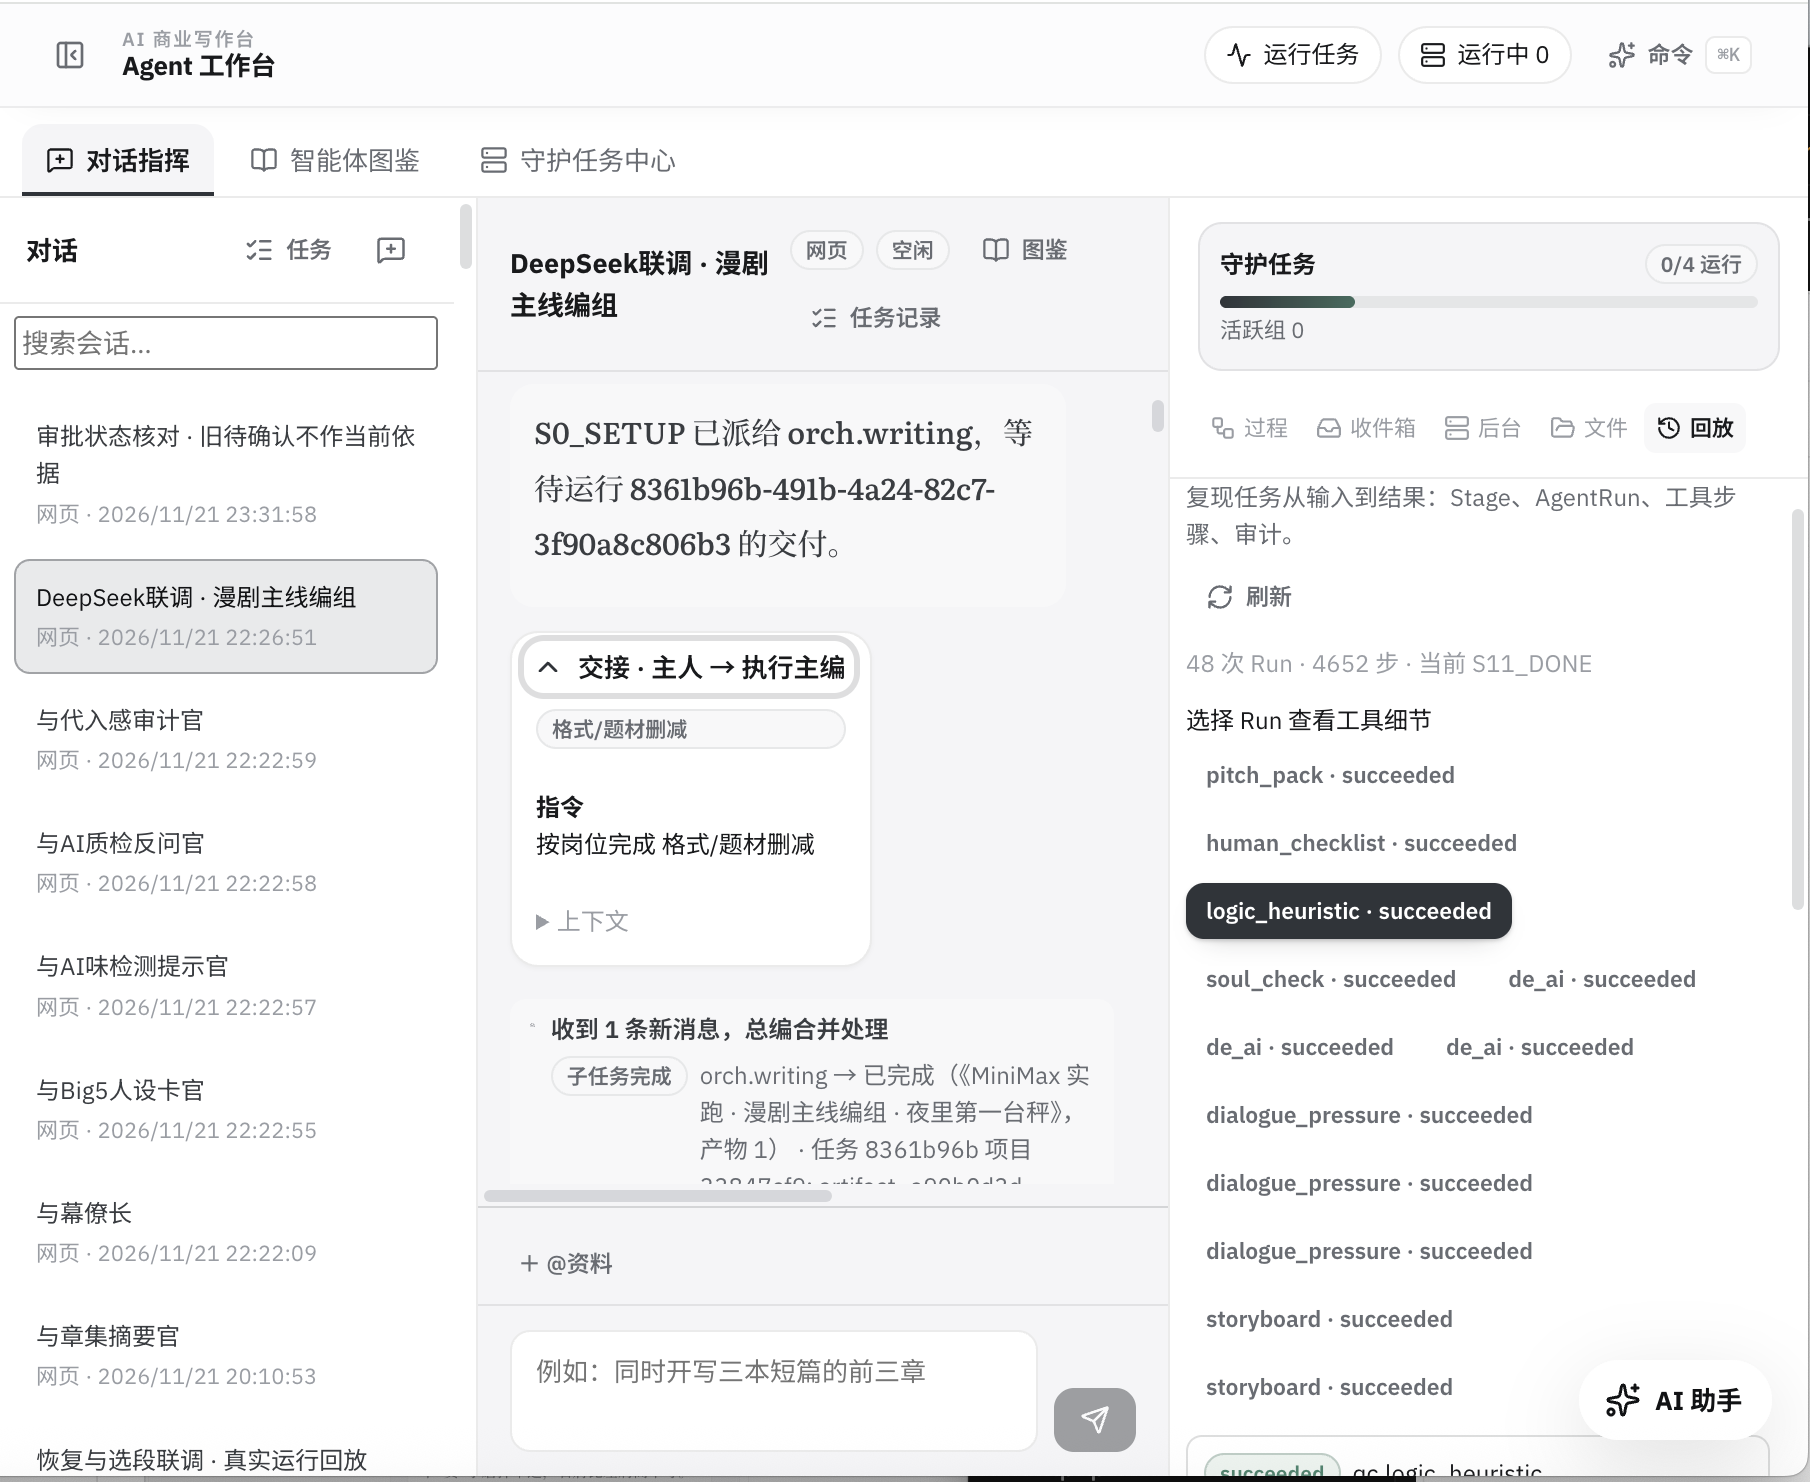 AI 商业写作台
Agent 工作台
运行任务
运行中 0
命令
⌘K
对话指挥
智能体图鉴
守护任务中心
对话
任务
搜索会话...
审批状态核对 · 旧待确认不作当前依
据
网页 · 2026/11/21 23:31:58
DeepSeek联调 · 漫剧主线编组
网页 · 2026/11/21 22:26:51
与代入感审计官
网页 · 2026/11/21 22:22:59
与AI质检反问官
网页 · 2026/11/21 22:22:58
与AI味检测提示官
网页 · 2026/11/21 22:22:57
与Big5人设卡官
网页 · 2026/11/21 22:22:55
与幕僚长
网页 · 2026/11/21 22:22:09
与章集摘要官
网页 · 2026/11/21 20:10:53
恢复与选段联调 · 真实运行回放
DeepSeek联调 · 漫剧
主线编组
网页
空闲
图鉴
任务记录
S0_SETUP 已派给 orch.writing，等
待运行 8361b96b-491b-4a24-82c7-
3f90a8c806b3 的交付。
交接 · 主人 → 执行主编
格式/题材删减
指令
按岗位完成 格式/题材删减
▶ 上下文
收到 1 条新消息，总编合并处理
子任务完成
orch.writing → 已完成（《MiniMax 实
跑 · 漫剧主线编组 · 夜里第一台秤》，
产物 1） · 任务 8361b96b 项目
+ @资料
例如：同时开写三本短篇的前三章
守护任务
0/4 运行
活跃组 0
过程
收件箱
后台
文件
回放
复现任务从输入到结果：Stage、AgentRun、工具步
骤、审计。
刷新
48 次 Run · 4652 步 · 当前 S11_DONE
选择 Run 查看工具细节
pitch_pack · succeeded
human_checklist · succeeded
logic_heuristic · succeeded
soul_check · succeeded
de_ai · succeeded
de_ai · succeeded
de_ai · succeeded
dialogue_pressure · succeeded
dialogue_pressure · succeeded
dialogue_pressure · succeeded
storyboard · succeeded
storyboard · succeeded
AI 助手
succeeded
qc.logic_heuristic